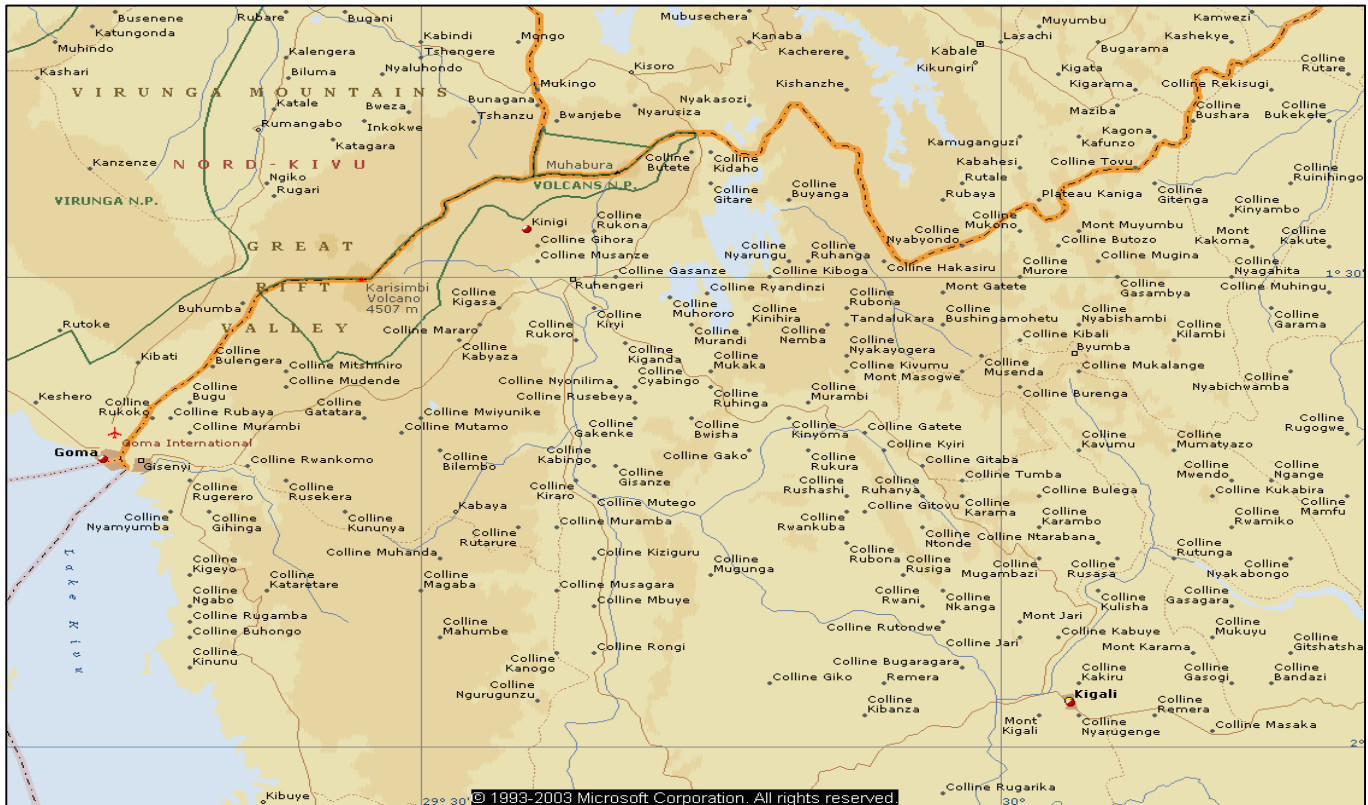 Busenene
Katungonda
Muhindo
Kashari
Rubare
Bugani
Kabindi
Mongo
Tshengere
Kalengera
Nyaluhondo
Biluma
VIRUNGA MOUNTAINS
Katale
Bweza
Rumangabo
Inkokwe
Katagara
Bunagana
Tshanzu
Mukingo
Bwanjebe
Kisoro
Nyarusiza
Nyakasozi
Mubusechera
Kanaba
Kacherere
Kishanzhe
Kabale
Kikungiri
Lasachi
Muyumbu
Bugarama
Kamwezi
Kashekye
Kigata
Kigarama
Maziba
Colline
Rutare
Colline Rekisugi
Colline
Bushara
Colline
Bukekele
Kagona
Kafunzo
Kamuganguzi
Kabahesi
Rutale
Rubaya
Colline Tovu
Plateau Kaniga
Colline
Gitenga
Colline
Ruinihingo
Kanzenze
NORD-KIVU
Ngiko
Rugari
VIRUNGA N.P.
Muhabura
VOLCANS N.P.
Colline
Butete
Colline
Kidaho
Colline
Gitare
Colline
Buyanga
Kinigi
Colline
Rukona
Colline Gihora
Colline Musanze
GREAT
RIFT
VALLEY
Karisimbi
Volcano
4507 m
Ruhengeri
Colline Gasanze
Colline
Nyarungu
Colline
Ruhanga
Colline
Nyabyondo
Colline
Mukono
Mont Muyumbu
Colline Butozo
Mont
Kakoma
Colline
Kinyambo
Colline
Kakute
Colline Kiboga
Colline Hakasiru
Colline
Murore
Colline Mugina
Colline
Nyagahita
1° 30'
Buhumba
Rutoke
Kibati
Colline
Kigasa
Colline Mararo
Colline
Kabyaza
Colline
Rukoro
Colline
Kiryi
Colline
Muhororo
Colline Ryandinzi
Colline
Kinihira
Colline
Rubona
Tandalukara
Mont Gatete
Colline
Bushingamohetu
Colline
Gasambya
Colline Muhingu
Colline
Nyabishambi
Colline
Kilambi
Colline
Garama
Colline
Bulengera
Colline Mitshiniro
Colline Mudende
Colline
Kiganda
Colline
Cyabingo
Colline
Murandi
Colline
Mukaka
Colline
Nemba
Colline
Nyakayogera
Colline Kivumu
Mont Masogwe
Colline Kibali
Byumba
Colline
Musenda
Colline Mukalange
Colline
Nyabichwamba
Keshero
Colline
Rukoko
Colline
Bugu
Colline Rubaya
Colline Murambi
Colline
Gatatara
Colline Nyonilima
Colline Rusebeya
Colline Mwiyunike
Colline Mutamo
Colline
Gakenke
Colline
Ruhinga
Colline
Murambi
Colline Burenga
Colline
Rugogwe
Goma International
Goma
Gisenyi
Colline Rwankomo
Colline
Bilembo
Colline
Kabingo
Colline
Gisanze
Colline
Bwisha
Colline Gako
Colline
Kinyoma
Colline Gatete
Colline Kyiri
Colline
Kavumu
Colline
Mumatyazo
Colline
Rukura
Colline Gitaba
Colline Tumba
Colline
Mwendo
Colline
Ngange
Colline
Rugerero
Colline
Rusekera
Colline
Nyamyumba
Colline
Gihinga
Colline
Kununya
Kabaya
Colline
Kiraro
Colline Mutego
Colline
Rushashi
Colline
Ruhanya
Colline Gitovu
Colline
Karama
Colline Bulega
Colline
Karambo
Colline Kukabira
Colline
Rwamiko
Colline
Mamfu
Colline Muramba
Colline
Rutarure
Colline
Rwankuba
Colline
Ntonde
Colline Ntarabana
Colline Muhanda
Colline Kiziguru
Colline
Mugunga
Colline
Rubona
Colline
Rusiga
Colline
Mugambazi
Colline
Rusasa
Colline
Rutunga
Colline
Nyakabongo
Colline
Kigeyo
Colline
Kataretare
Colline
Magaba
Colline Musagara
Colline Mbuye
Colline
Rwani
Colline
Nkanga
Colline
Kulisha
Colline
Gasagara
Lake Kivu
Colline
Ngabo
Colline Rugamba
Colline Buhongo
Colline
Kinunu
Colline
Mahumbe
Colline Rongi
Colline Rutondwe
Mont Jari
Colline Jari
Colline Kabuye
Mont Karama
Colline
Mukuyu
Colline
Gitshatsha
Colline
Kanogo
Colline
Ngurugunzu
Colline Bugaragara
Colline Giko
Remera
Colline
Kibanza
Colline
Kakiru
Colline
Gasogi
Colline
Bandazi
Kigali
Mont
Kigali
Colline
Nyarugenge
Colline
Remera
Colline Masaka
2°
Kibuye
29° 30'
© 1993-2003 Microsoft Corporation. All rights reserved.
Colline Rugarika
30°